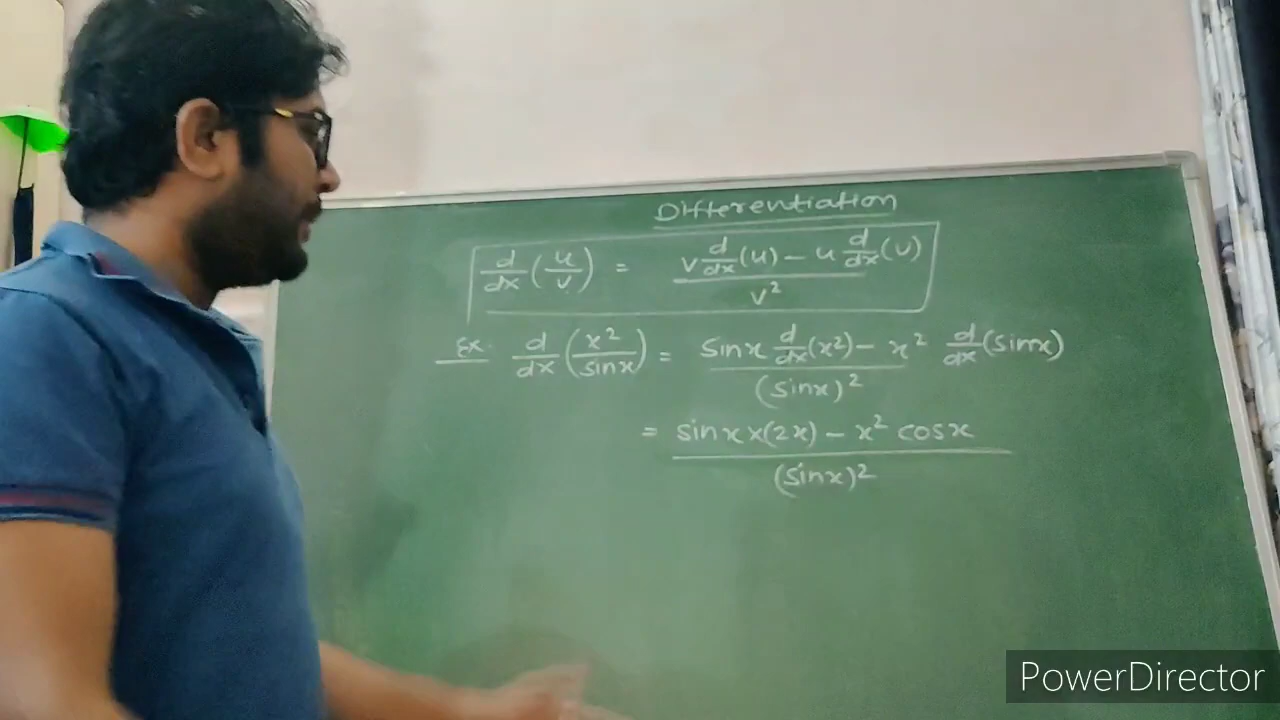 Differentiation
d/dx (u/v) = (v d/dx (u) - u d/dx (v)) / v²
Ex. d/dx (x²/sinx) = (sinx d/dx (x²) - x² d/dx (sinx)) / (sinx)²
= (sinx x (2x) - x² cosx) / (sinx)²
PowerDirector